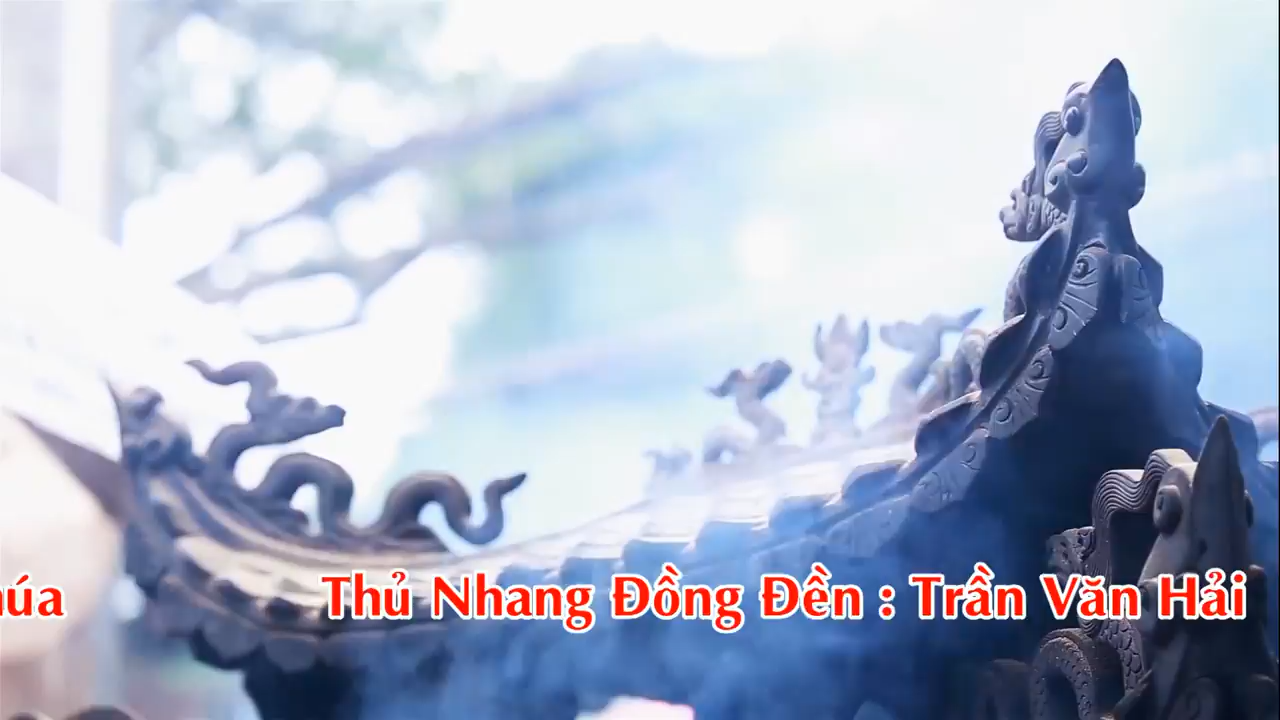 Thủ Nhang Đồng Đền : Trần Văn Hải